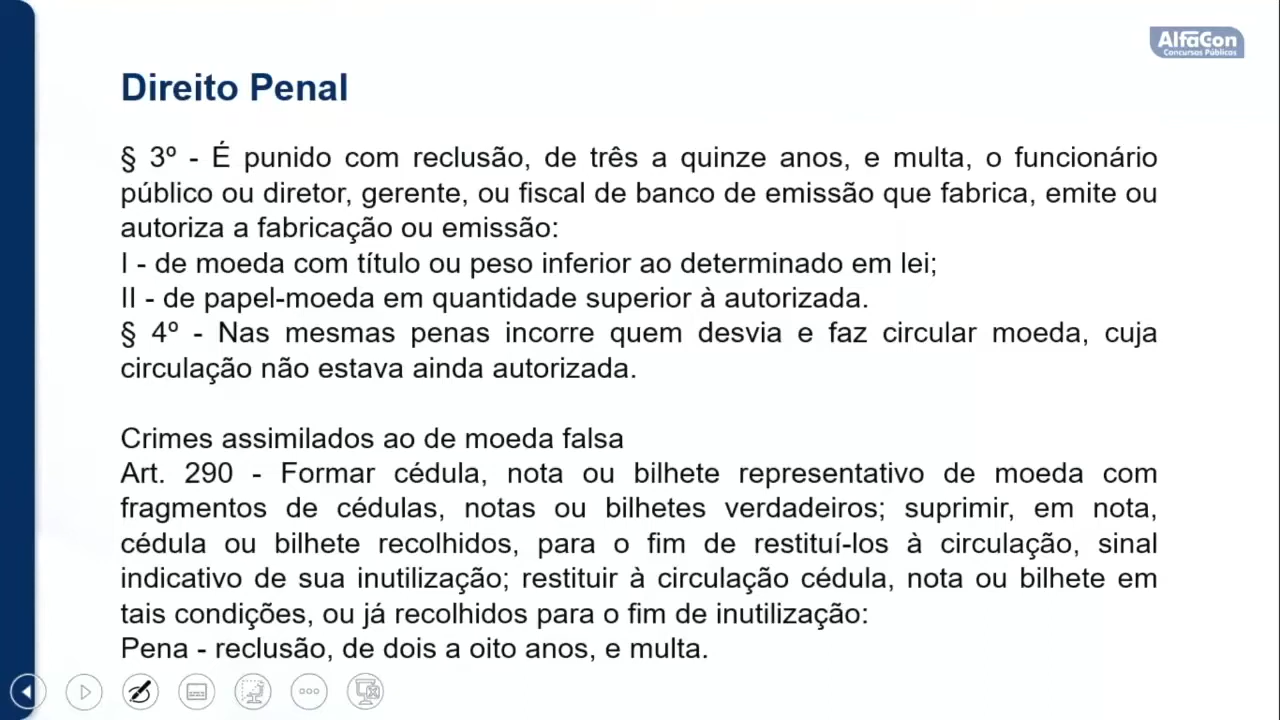 AlfaCon
Concursos Públicos
Direito Penal
§ 3º - É punido com reclusão, de três a quinze anos, e multa, o funcionário
público ou diretor, gerente, ou fiscal de banco de emissão que fabrica, emite ou
autoriza a fabricação ou emissão:
I - de moeda com título ou peso inferior ao determinado em lei;
II - de papel-moeda em quantidade superior à autorizada.
§ 4º - Nas mesmas penas incorre quem desvia e faz circular moeda, cuja
circulação não estava ainda autorizada.
Crimes assimilados ao de moeda falsa
Art. 290 - Formar cédula, nota ou bilhete representativo de moeda com
fragmentos de cédulas, notas ou bilhetes verdadeiros; suprimir, em nota,
cédula ou bilhete recolhidos, para o fim de restituí-los à circulação, sinal
indicativo de sua inutilização; restituir à circulação cédula, nota ou bilhete em
tais condições, ou já recolhidos para o fim de inutilização:
Pena - reclusão, de dois a oito anos, e multa.